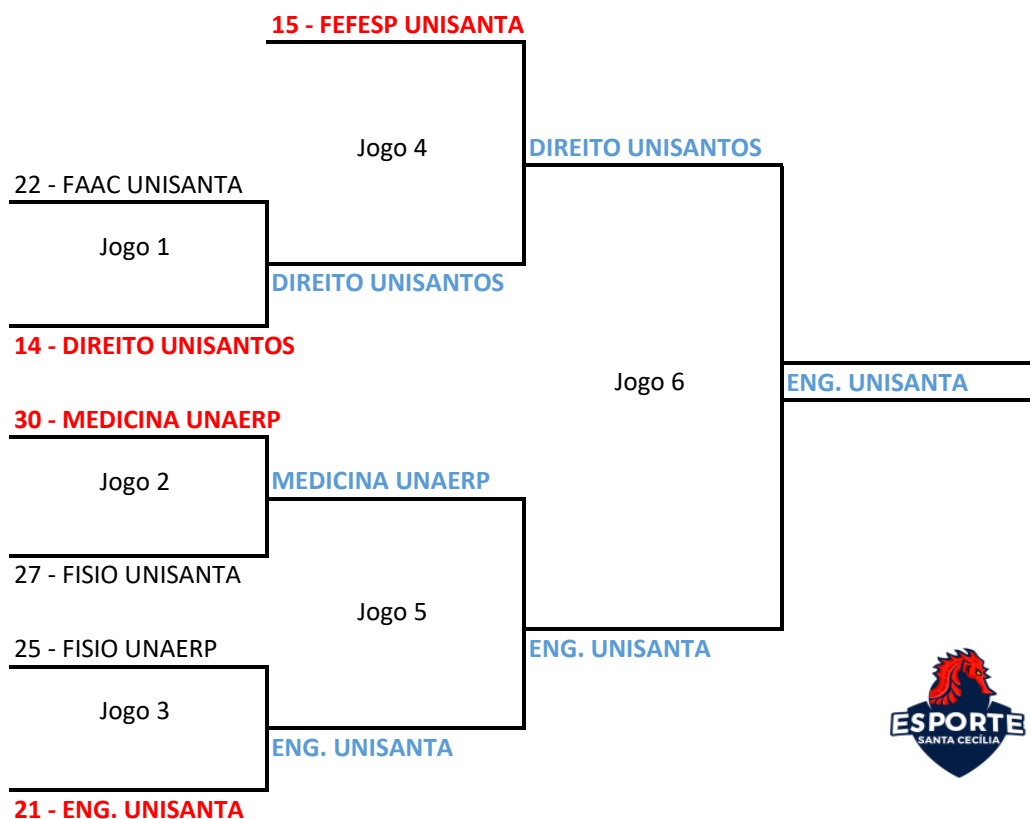 15 - FEFESP UNISANTA
Jogo 4
DIREITO UNISANTOS
22 - FAAC UNISANTA
Jogo 1
DIREITO UNISANTOS
14 - DIREITO UNISANTOS
Jogo 6
ENG. UNISANTA
30 - MEDICINA UNAERP
Jogo 2
MEDICINA UNAERP
27 - FISIO UNISANTA
Jogo 5
25 - FISIO UNAERP
ENG. UNISANTA
Jogo 3
ENG. UNISANTA
21 - ENG. UNISANTA
ESPORTE
SANTA CECÍLIA